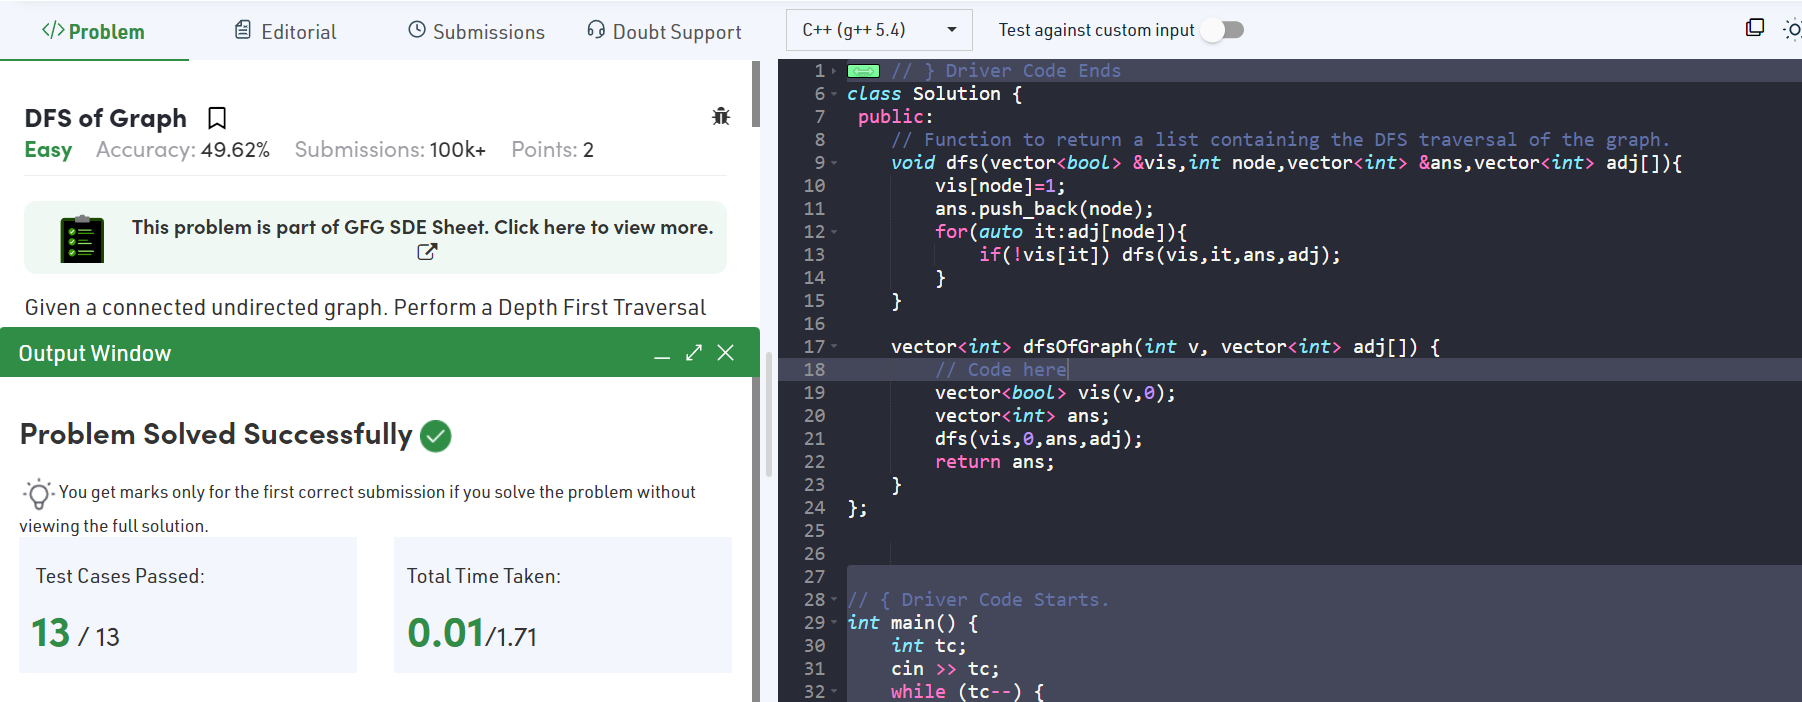 </> Problem
Editorial
Submissions
Doubt Support
DFS of Graph
Easy Accuracy: 49.62% Submissions: 100k+ Points: 2
This problem is part of GFG SDE Sheet. Click here to view more.
Given a connected undirected graph. Perform a Depth First Traversal
Output Window
Problem Solved Successfully
You get marks only for the first correct submission if you solve the problem without
viewing the full solution.
Test Cases Passed:
13 / 13
Total Time Taken:
0.01/1.71
C++ (g++ 5.4)
Test against custom input
1 // } Driver Code Ends
6 class Solution {
7 public:
8 // Function to return a list containing the DFS traversal of the graph.
9 void dfs(vector<bool> &vis,int node,vector<int> &ans,vector<int> adj[]){
10 vis[node]=1;
11 ans.push_back(node);
12 for(auto it:adj[node]){
13 if(!vis[it]) dfs(vis,it,ans,adj);
14 }
15 }
16
17 vector<int> dfsOfGraph(int v, vector<int> adj[]) {
18 // Code here
19 vector<bool> vis(v,0);
20 vector<int> ans;
21 dfs(vis,0,ans,adj);
22 return ans;
23 }
24 };
25
26
27
28 // { Driver Code Starts.
29 int main() {
30 int tc;
31 cin >> tc;
32 while (tc--) {